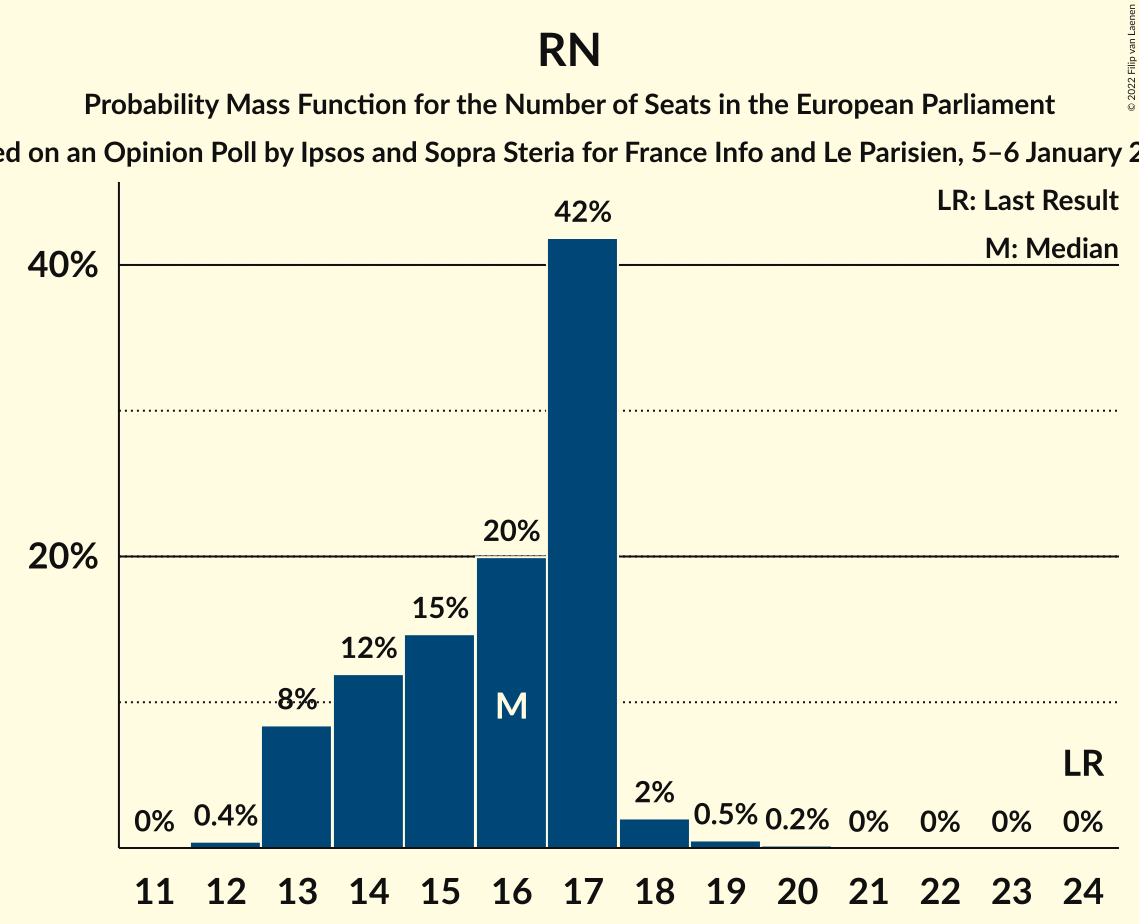 RN
Probability Mass Function for the Number of Seats in the European Parliament
on an Opinion Poll by Ipsos and Sopra Steria for France Info and Le Parisien, 5–6 January
© 2022 Filip van Laenen
LR: Last Result
M: Median
40%
20%
0%
0.4%
8%
12%
15%
20%
42%
2%
0.5%
0.2%
0%
0%
0%
0%
M
LR
11 12 13 14 15 16 17 18 19 20 21 22 23 24